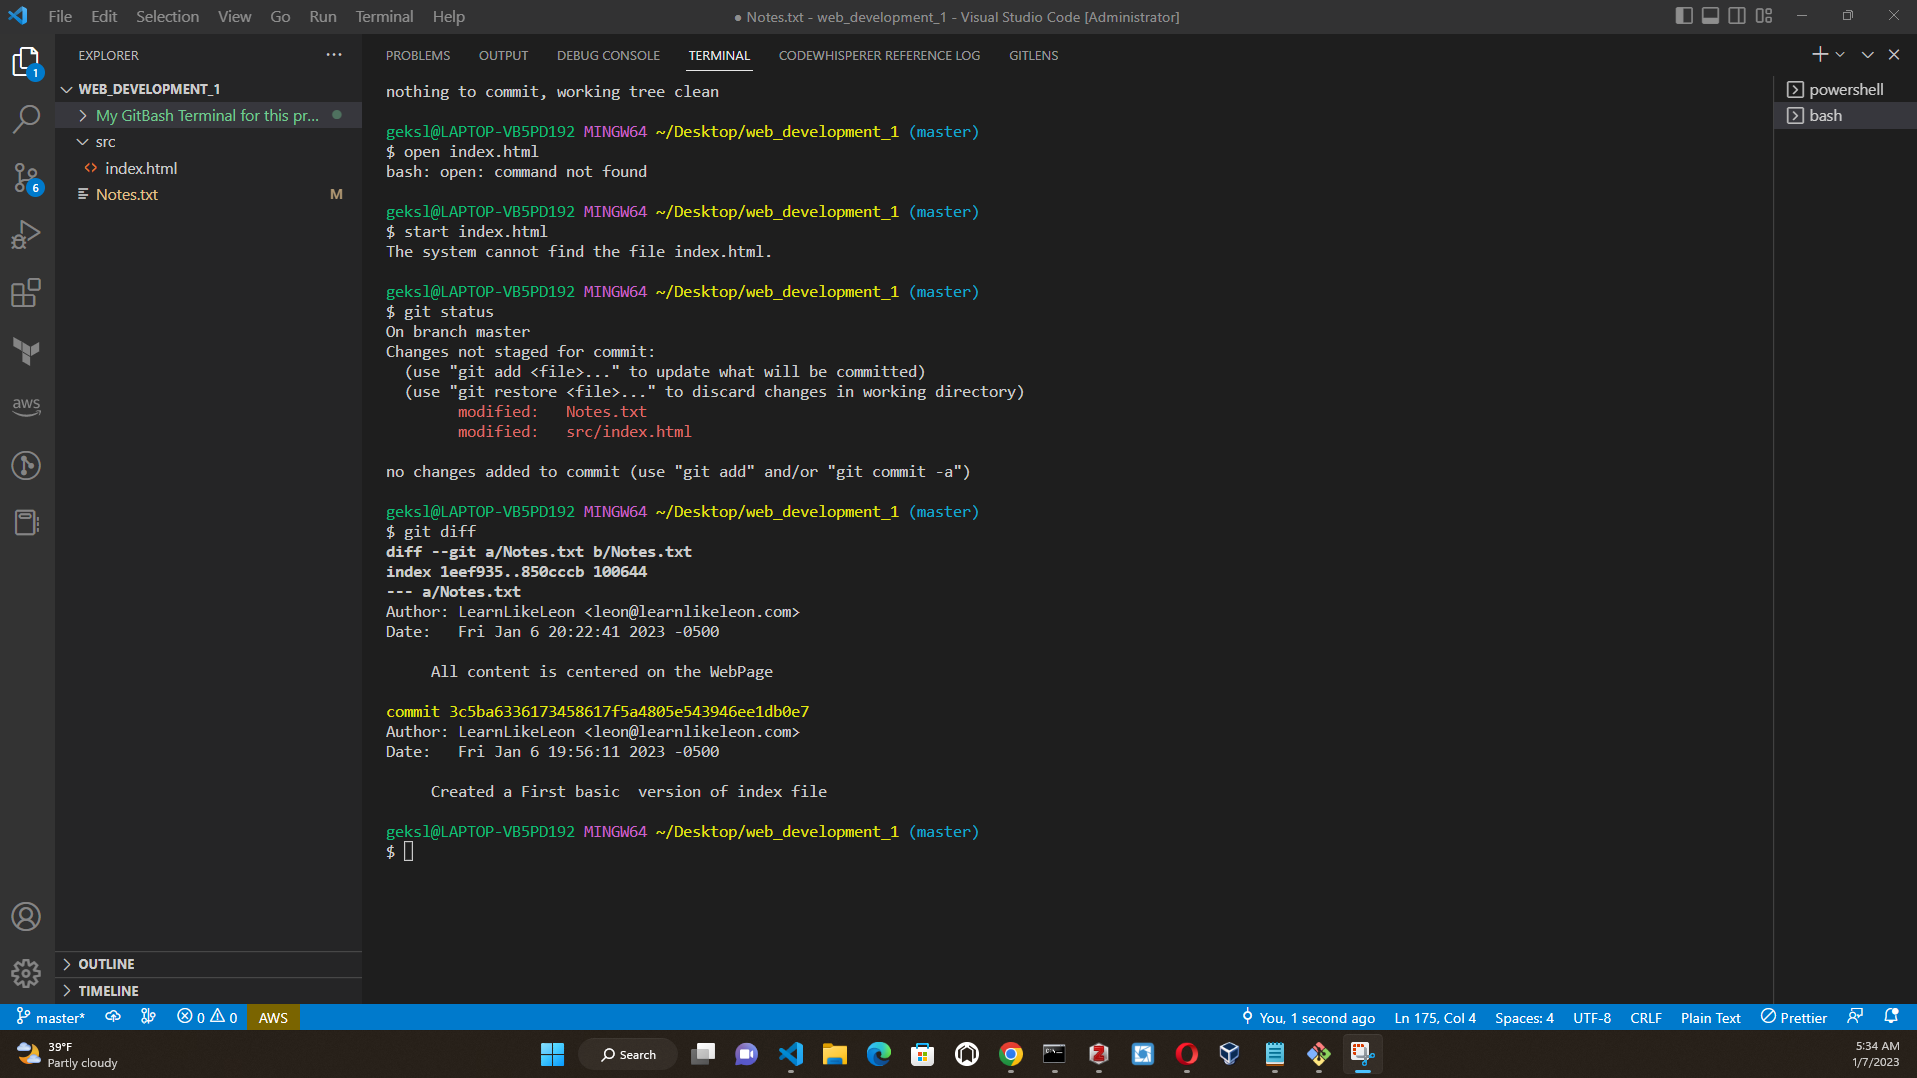 File Edit Selection View Go Run Terminal Help
● Notes.txt - web_development_1 - Visual Studio Code [Administrator]
EXPLORER
PROBLEMS OUTPUT DEBUG CONSOLE TERMINAL CODEWHISPERER REFERENCE LOG GITLENS
1
WEB_DEVELOPMENT_1
My GitBash Terminal for this pr...
src
index.html
Notes.txt M
6
aws
nothing to commit, working tree clean
geksl@LAPTOP-VB5PD192 MINGW64 ~/Desktop/web_development_1 (master)
$ open index.html
bash: open: command not found
geksl@LAPTOP-VB5PD192 MINGW64 ~/Desktop/web_development_1 (master)
$ start index.html
The system cannot find the file index.html.
geksl@LAPTOP-VB5PD192 MINGW64 ~/Desktop/web_development_1 (master)
$ git status
On branch master
Changes not staged for commit:
  (use "git add <file>..." to update what will be committed)
  (use "git restore <file>..." to discard changes in working directory)
        modified:   Notes.txt
        modified:   src/index.html
no changes added to commit (use "git add" and/or "git commit -a")
geksl@LAPTOP-VB5PD192 MINGW64 ~/Desktop/web_development_1 (master)
$ git diff
diff --git a/Notes.txt b/Notes.txt
index 1eef935..850cccb 100644
--- a/Notes.txt
Author: LearnLikeLeon <leon@learnlikeleon.com>
Date:   Fri Jan 6 20:22:41 2023 -0500
     All content is centered on the WebPage
commit 3c5ba6336173458617f5a4805e543946ee1db0e7
Author: LearnLikeLeon <leon@learnlikeleon.com>
Date:   Fri Jan 6 19:56:11 2023 -0500
     Created a First basic  version of index file
geksl@LAPTOP-VB5PD192 MINGW64 ~/Desktop/web_development_1 (master)
$
powershell
bash
OUTLINE
TIMELINE
master* 0 0 AWS You, 1 second ago Ln 175, Col 4 Spaces: 4 UTF-8 CRLF Plain Text Prettier
39°F
Partly cloudy
Search
5:34 AM
1/7/2023